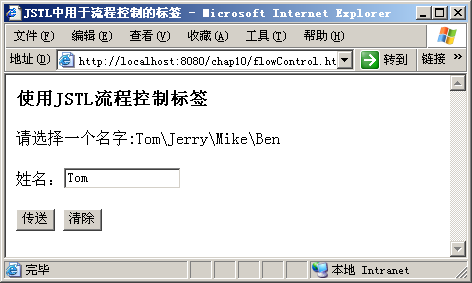 JSTL中用于流程控制的标签 - Microsoft Internet Explorer
文件(F) 编辑(E) 查看(V) 收藏(A) 工具(T) 帮助(H)
地址(D) http://localhost:8080/chap10/flowControl.ht 转到 链接 »
使用JSTL流程控制标签
请选择一个名字:Tom\Jerry\Mike\Ben
姓名：Tom
传送 清除
完毕 本地 Intranet